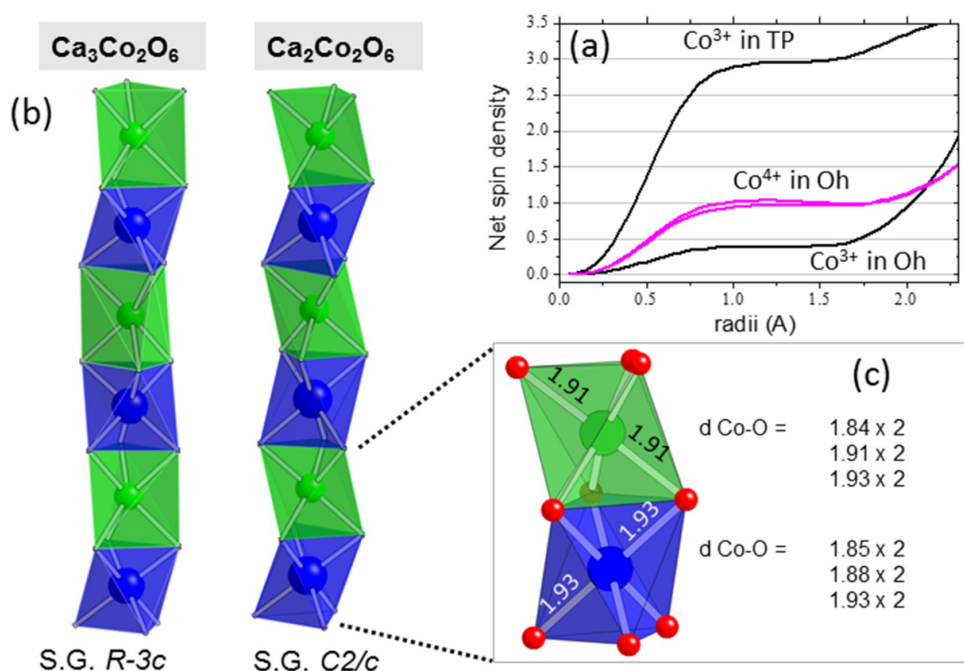 Ca₃Co₂O₆
Ca₂Co₂O₆
(b)
S.G. R-3c
S.G. C2/c
(a)
3.5
3.0
2.5
2.0
1.5
1.0
0.5
0.0
Net spin density
Co³⁺ in TP
Co⁴⁺ in Oh
Co³⁺ in Oh
0.0 0.5 1.0 1.5 2.0
radii (A)
(c)
1.91
1.91
1.93
1.93
d Co-O = 1.84 x 2
1.91 x 2
1.93 x 2
d Co-O = 1.85 x 2
1.88 x 2
1.93 x 2